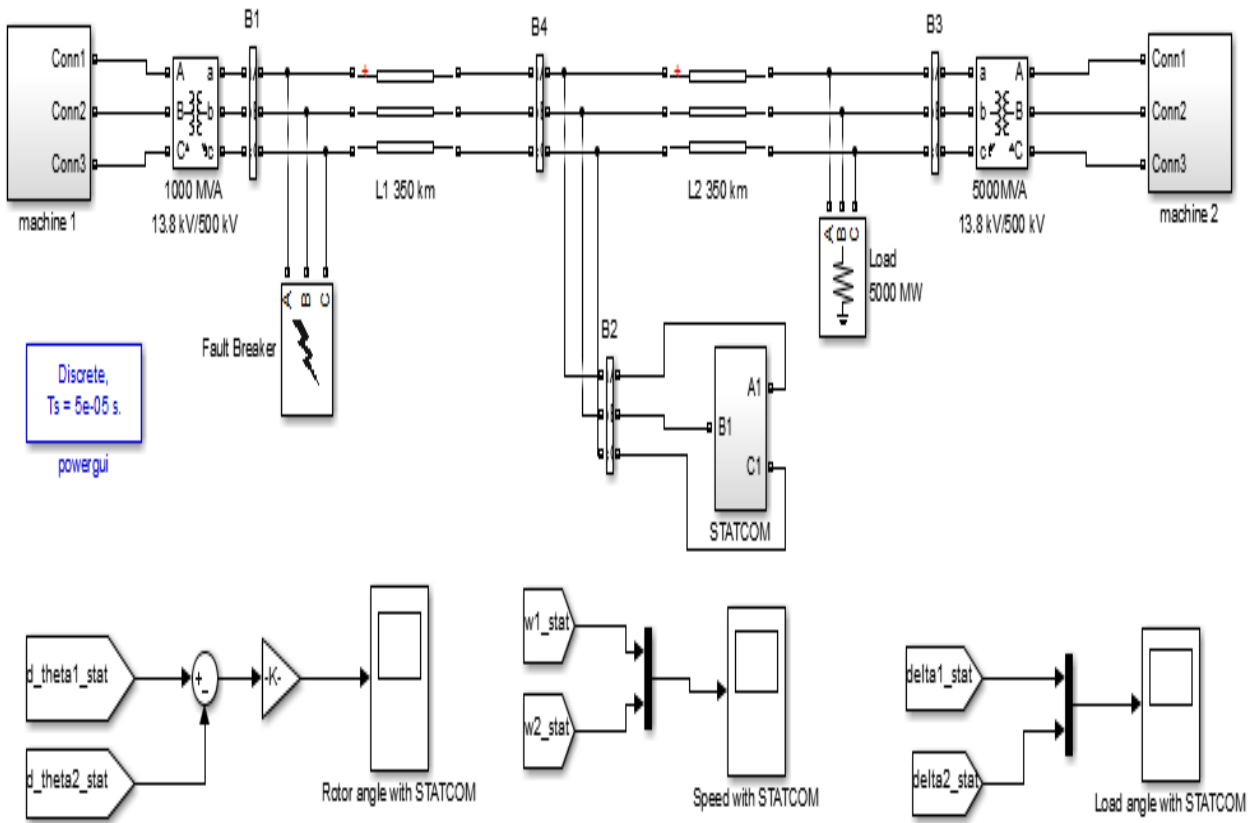 B1
B4
B3
Conn1
Conn2
Conn3
A a
B b
C c
a A
b B
c C
Conn1
Conn2
Conn3
machine 1
1000 MVA
13.8 kV/500 kV
L1 350 km
L2 350 km
5000MVA
13.8 kV/500 kV
machine 2
A B C
Load
5000 MW
A B C
Fault Breaker
B2
A1
B1
C1
STATCOM
Discrete,
Ts = 5e-05 s.
powergui
d_theta1_stat
d_theta2_stat
+
-
-K-
Rotor angle with STATCOM
w1_stat
w2_stat
Speed with STATCOM
delta1_stat
delta2_stat
Load angle with STATCOM